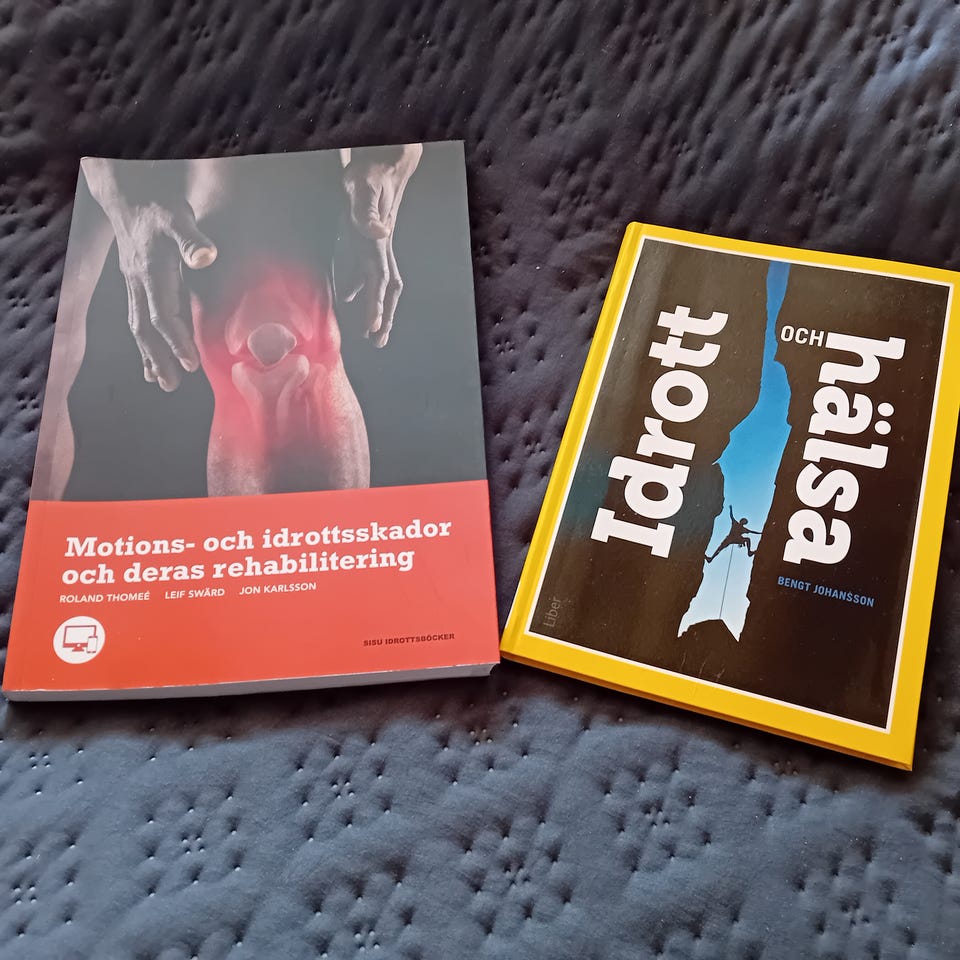 Motions- och idrottsskador
och deras rehabilitering
ROLAND THOMEÉ LEIF SWÄRD JON KARLSSON
SISU IDROTTSBÖCKER
Idrott
OCH
hälsa
BENGT JOHANSSON
Liber